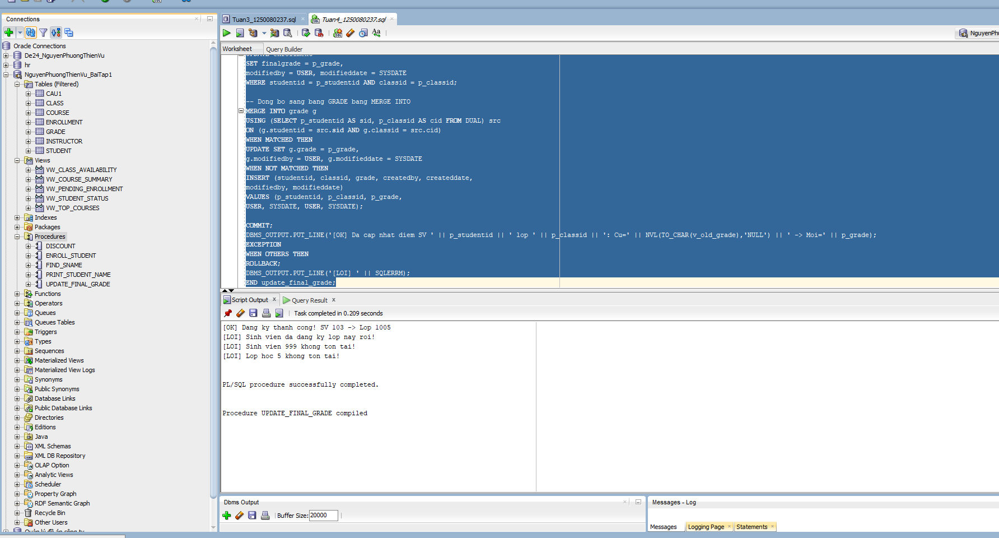 Connections
Oracle Connections
De24_NguyenPhuongThienVu
hr
NguyenPhuongThienVu_BaiTap1
Tables (Filtered)
CAU1
CLASS
COURSE
ENROLLMENT
GRADE
INSTRUCTOR
STUDENT
Views
VW_CLASS_AVAILABILITY
VW_COURSE_SUMMARY
VW_PENDING_ENROLLMENT
VW_STUDENT_STATUS
VW_TOP_COURSES
Indexes
Packages
Procedures
DISCOUNT
ENROLL_STUDENT
FIND_SNAME
PRINT_STUDENT_NAME
UPDATE_FINAL_GRADE
Functions
Operators
Queues
Queues Tables
Triggers
Types
Sequences
Materialized Views
Materialized View Logs
Synonyms
Public Synonyms
Database Links
Public Database Links
Directories
Editions
Java
XML Schemas
XML DB Repository
OLAP Option
Analytic Views
Scheduler
Property Graph
RDF Semantic Graph
Recycle Bin
Other Users
Quản lý đồ án công ty
Tuan3_1250080237.sql
Tuan4_1250080237.sql
NguyenPhu
Worksheet
Query Builder
UPDATE enrollment
SET finalgrade = p_grade,
modifiedby = USER, modifieddate = SYSDATE
WHERE studentid = p_studentid AND classid = p_classid;
-- Dong bo sang bang GRADE bang MERGE INTO
MERGE INTO grade g
USING (SELECT p_studentid AS sid, p_classid AS cid FROM DUAL) src
ON (g.studentid = src.sid AND g.classid = src.cid)
WHEN MATCHED THEN
UPDATE SET g.grade = p_grade,
g.modifiedby = USER, g.modifieddate = SYSDATE
WHEN NOT MATCHED THEN
INSERT (studentid, classid, grade, createdby, createddate,
modifiedby, modifieddate)
VALUES (p_studentid, p_classid, p_grade,
USER, SYSDATE, USER, SYSDATE);
COMMIT;
DBMS_OUTPUT.PUT_LINE('[OK] Da cap nhat diem SV ' || p_studentid || ' lop ' || p_classid || ': Cu=' || NVL(TO_CHAR(v_old_grade),'NULL') || ' -> Moi=' || p_grade);
EXCEPTION
WHEN OTHERS THEN
ROLLBACK;
DBMS_OUTPUT.PUT_LINE('[LOI] ' || SQLERRM);
END update_final_grade;
Script Output
Query Result
Task completed in 0.209 seconds
[OK] Dang ky thanh cong! SV 103 -> Lop 1005
[LOI] Sinh vien da dang ky lop nay roi!
[LOI] Sinh vien 999 khong ton tai!
[LOI] Lop hoc 5 khong ton tai!
PL/SQL procedure successfully completed.
Procedure UPDATE_FINAL_GRADE compiled
Dbms Output
Buffer Size: 20000
Messages - Log
Messages
Logging Page
Statements